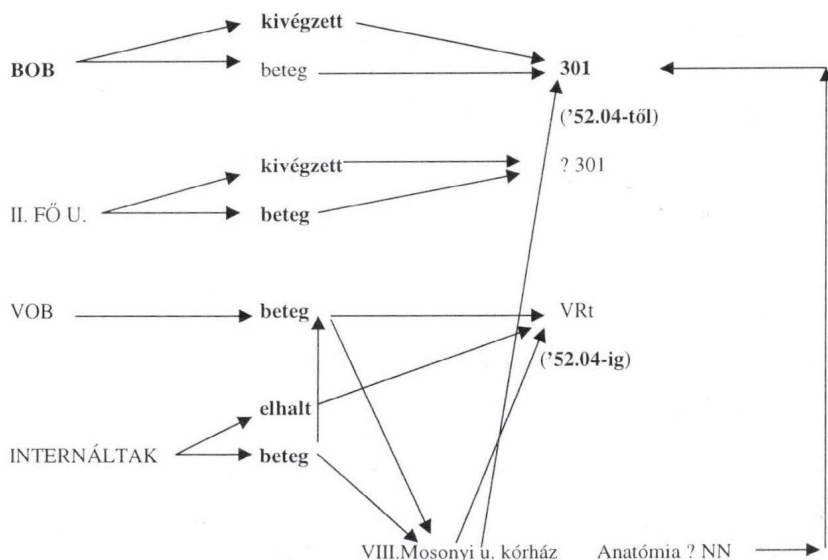 kivégzett
BOB beteg 301
('52.04-től)
kivégzett ? 301
II. FŐ U. beteg
VOB beteg VRt
('52.04-ig)
elhalt
INTERNÁLTAK beteg
VIII.Mosonyi u. kórház Anatómia ? NN